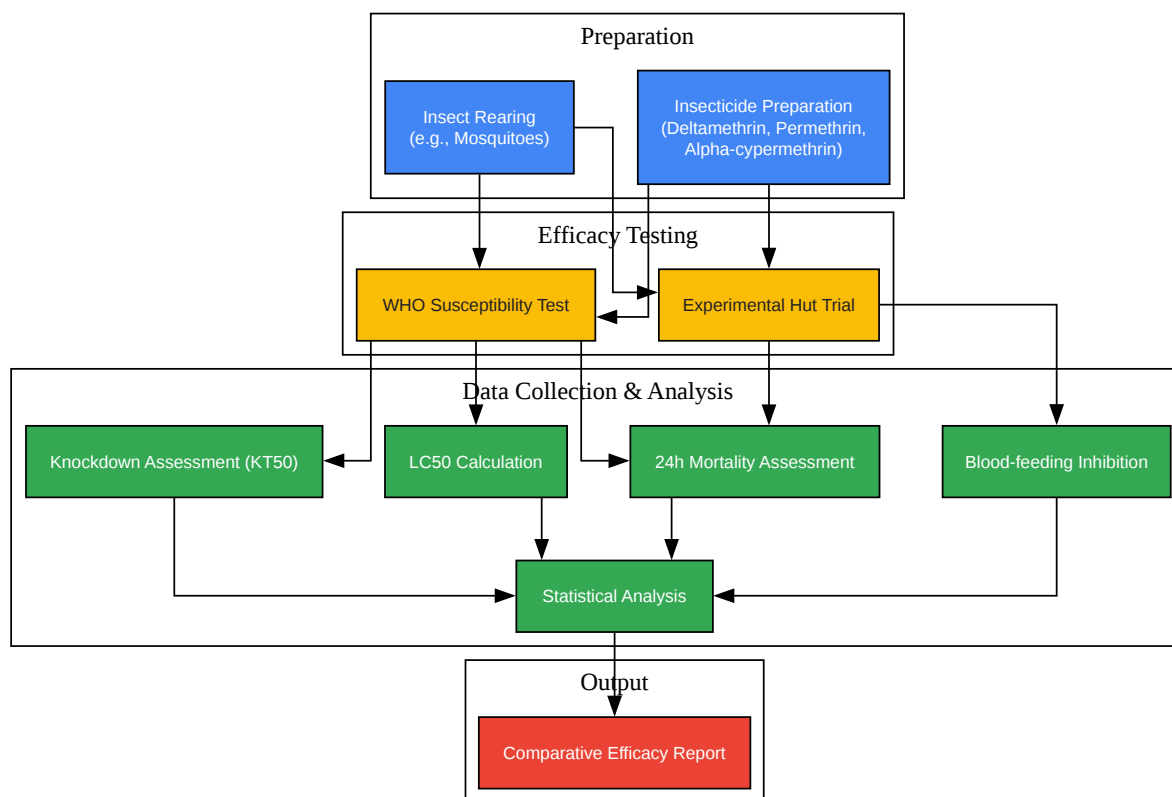 Preparation
Insect Rearing
(e.g., Mosquitoes)
Insecticide Preparation
(Deltamethrin, Permethrin,
Alpha-cypermethrin)
Efficacy Testing
WHO Susceptibility Test
Experimental Hut Trial
Data Collection & Analysis
Knockdown Assessment (KT50)
LC50 Calculation
24h Mortality Assessment
Blood-feeding Inhibition
Statistical Analysis
Output
Comparative Efficacy Report